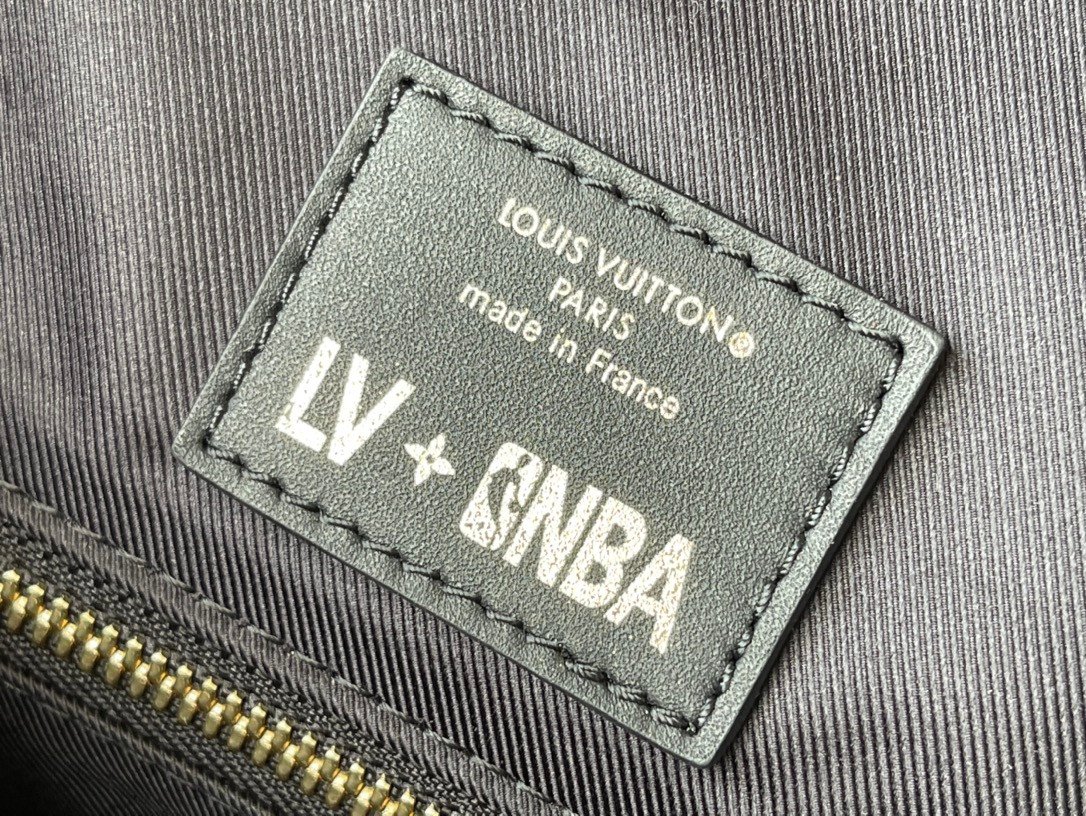 LOUIS VUITTON®
PARIS
made in France
LV + NBA